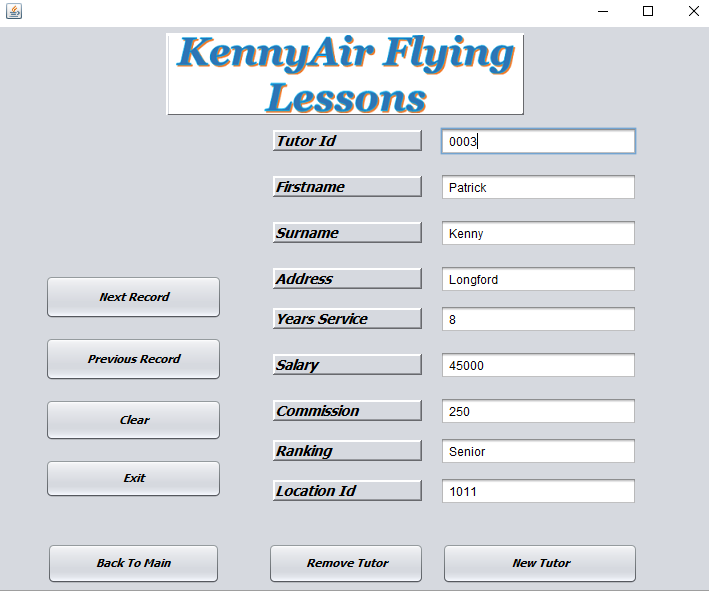 KennyAir Flying
Lessons
Tutor Id 0003
Firstname Patrick
Surname Kenny
Address Longford
Next Record
Years Service 8
Previous Record
Salary 45000
Clear
Commission 250
Ranking Senior
Exit
Location Id 1011
Back To Main Remove Tutor New Tutor